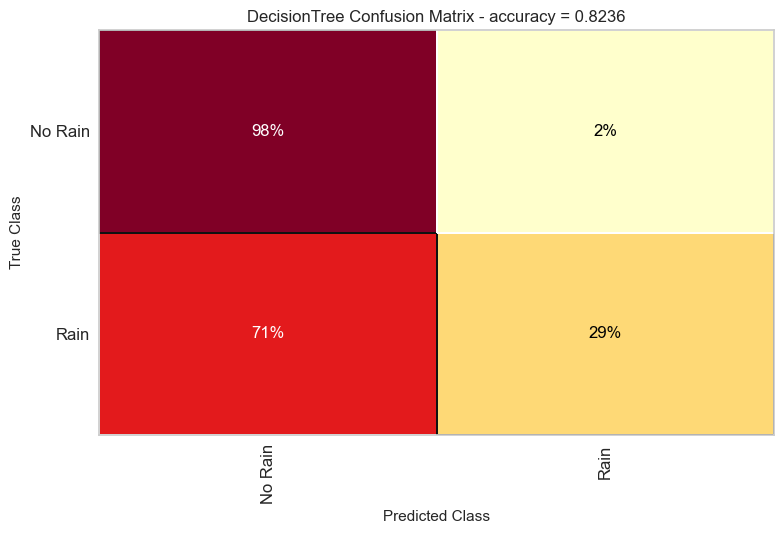 DecisionTree Confusion Matrix - accuracy = 0.8236
No Rain
98%
2%
True Class
Rain
71%
29%
No Rain
Rain
Predicted Class